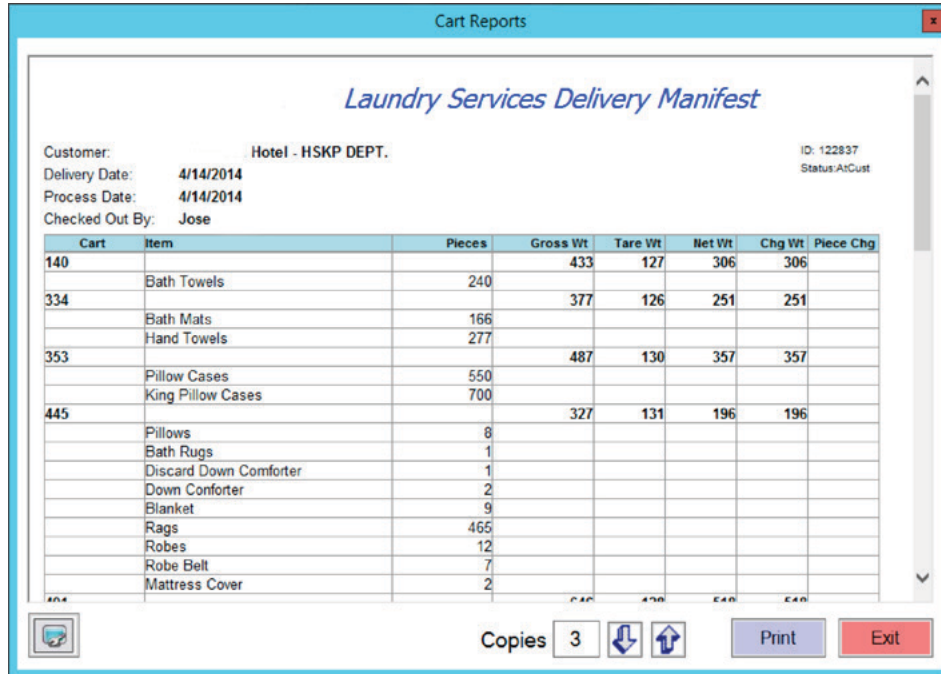 Cart Reports
x
Laundry Services Delivery Manifest
Customer: Hotel - HSKP DEPT. ID: 122837
Delivery Date: 4/14/2014 Status:AtCust
Process Date: 4/14/2014
Checked Out By: Jose
Cart Item Pieces Gross Wt Tare Wt Net Wt Chg Wt Piece Chg
140 433 127 306 306
Bath Towels 240
334 377 126 251 251
Bath Mats 166
Hand Towels 277
353 487 130 357 357
Pillow Cases 550
King Pillow Cases 700
445 327 131 196 196
Pillows 8
Bath Rugs 1
Discard Down Comforter 1
Down Conforter 2
Blanket 9
Rags 465
Robes 12
Robe Belt 7
Mattress Cover 2
Copies 3 Print Exit